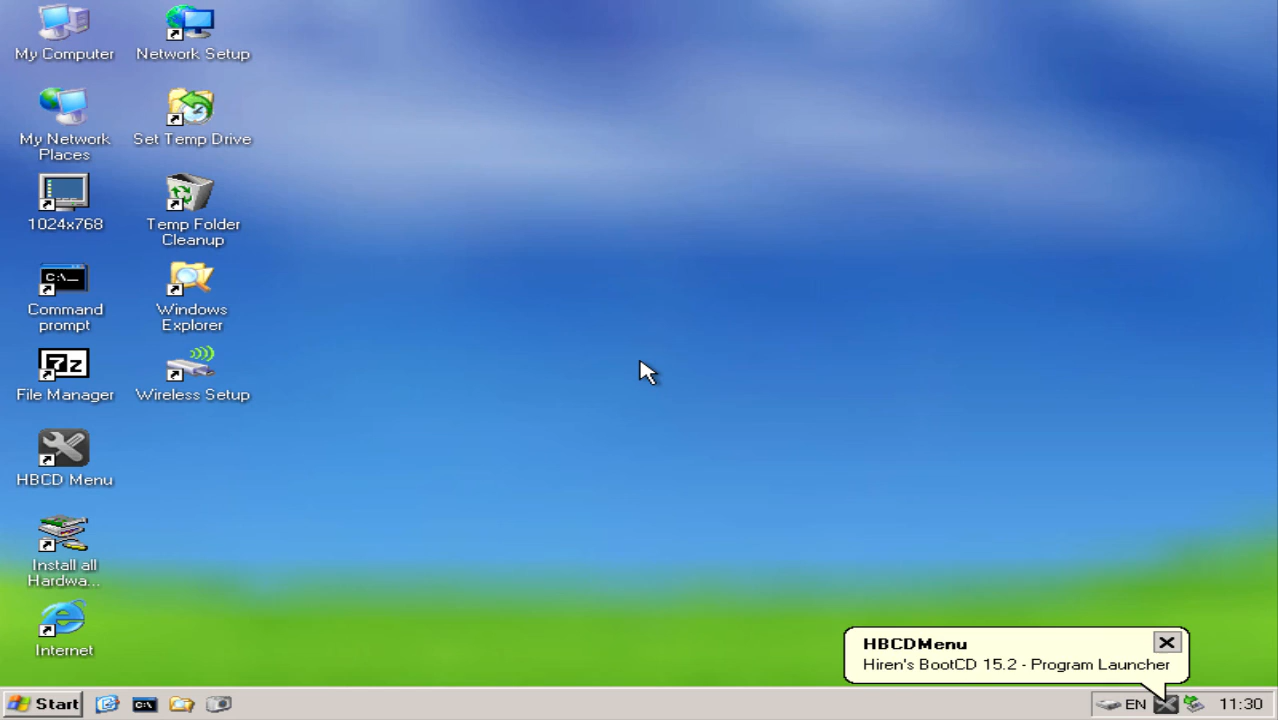 My Computer
Network Setup
My Network
Places
Set Temp Drive
1024x768
Temp Folder
Cleanup
C:\_
Command
prompt
Windows
Explorer
7z
File Manager
Wireless Setup
HBCD Menu
Install all
Hardwa...
Internet
HBCDMenu
Hiren's BootCD 15.2 - Program Launcher
Start
C:\
EN
11:30